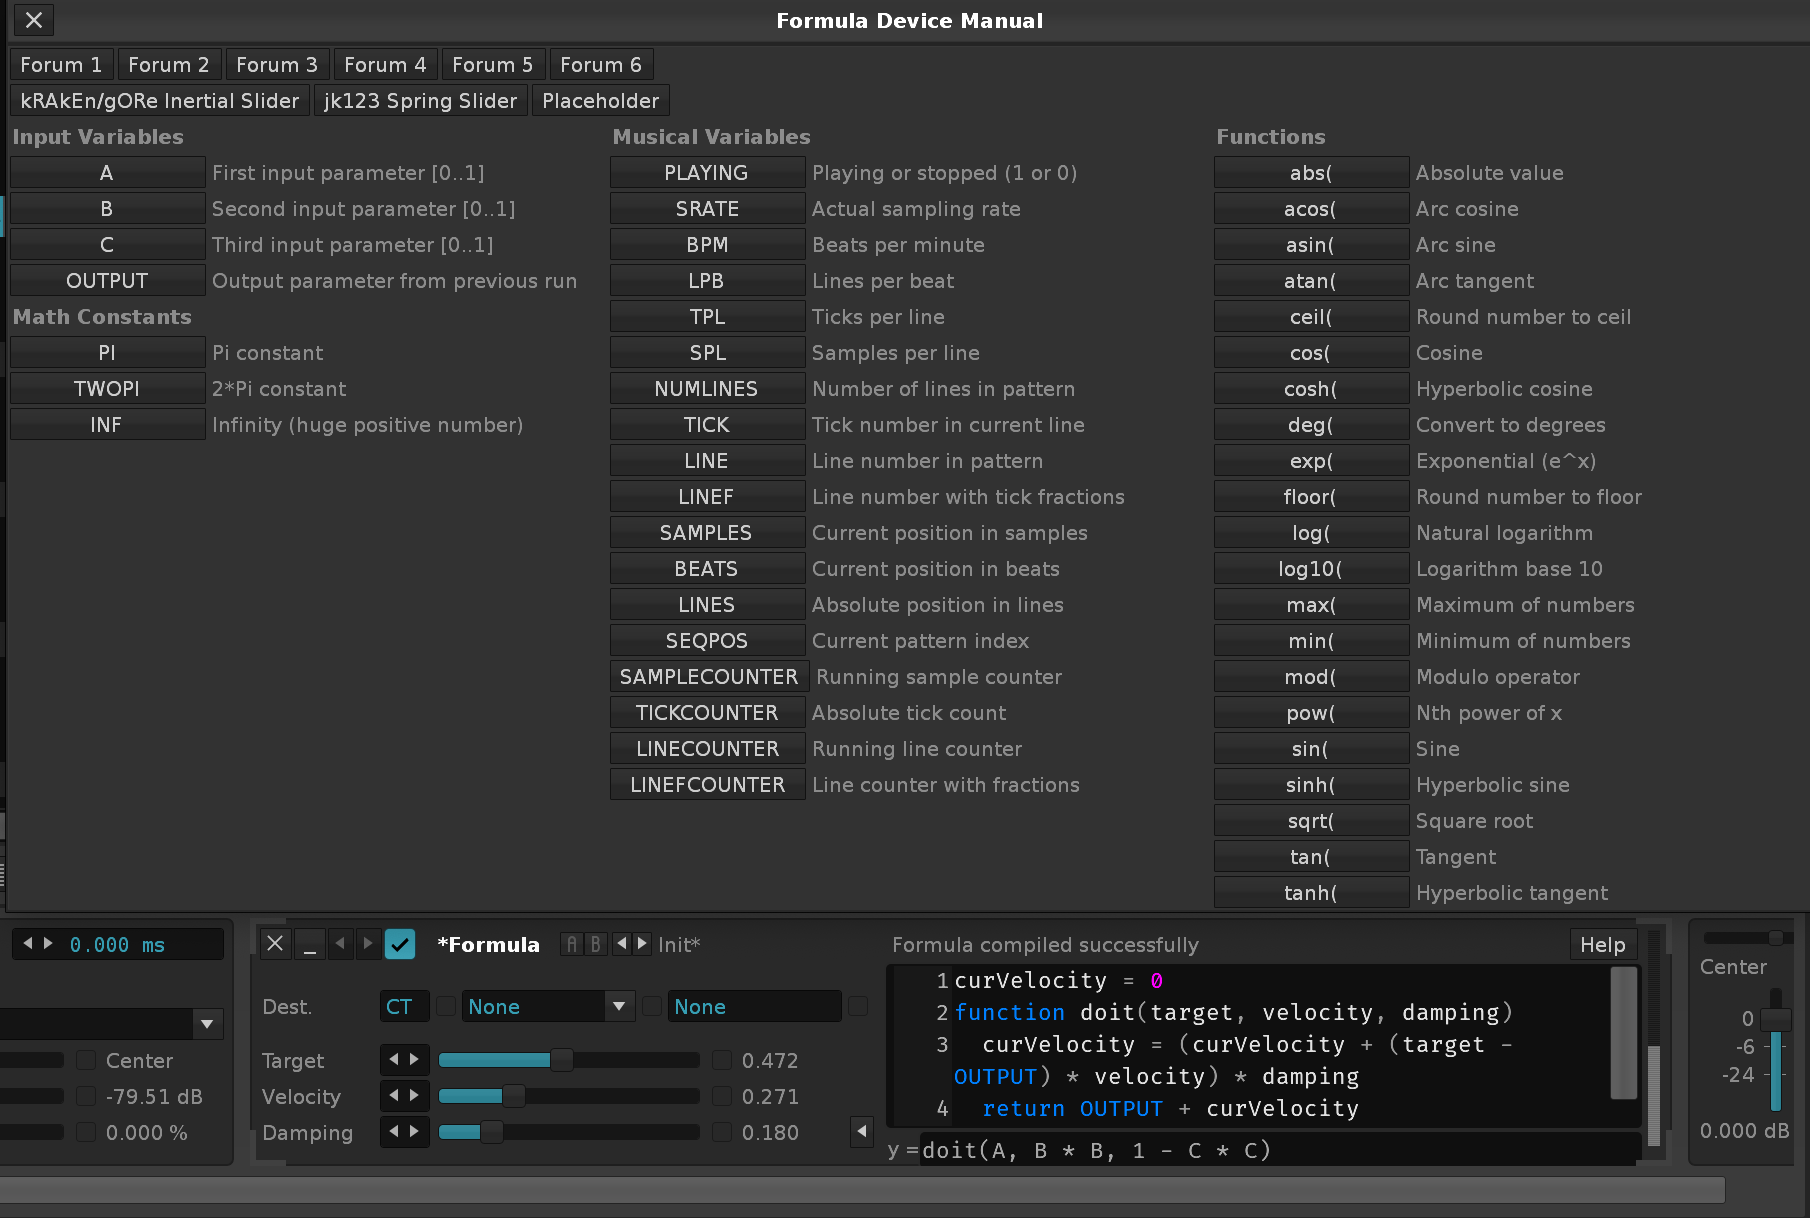 Formula Device Manual
Forum 1 Forum 2 Forum 3 Forum 4 Forum 5 Forum 6
kRAkEn/gORe Inertial Slider jk123 Spring Slider Placeholder
Input Variables
A First input parameter [0..1]
B Second input parameter [0..1]
C Third input parameter [0..1]
OUTPUT Output parameter from previous run
Math Constants
PI Pi constant
TWOPI 2*Pi constant
INF Infinity (huge positive number)
Musical Variables
PLAYING Playing or stopped (1 or 0)
SRATE Actual sampling rate
BPM Beats per minute
LPB Lines per beat
TPL Ticks per line
SPL Samples per line
NUMLINES Number of lines in pattern
TICK Tick number in current line
LINE Line number in pattern
LINEF Line number with tick fractions
SAMPLES Current position in samples
BEATS Current position in beats
LINES Absolute position in lines
SEQPOS Current pattern index
SAMPLECOUNTER Running sample counter
TICKCOUNTER Absolute tick count
LINECOUNTER Running line counter
LINEFCOUNTER Line counter with fractions
Functions
abs( Absolute value
acos( Arc cosine
asin( Arc sine
atan( Arc tangent
ceil( Round number to ceil
cos( Cosine
cosh( Hyperbolic cosine
deg( Convert to degrees
exp( Exponential (e^x)
floor( Round number to floor
log( Natural logarithm
log10( Logarithm base 10
max( Maximum of numbers
min( Minimum of numbers
mod( Modulo operator
pow( Nth power of x
sin( Sine
sinh( Hyperbolic sine
sqrt( Square root
tan( Tangent
tanh( Hyperbolic tangent
0.000 ms
Center
-79.51 dB
0.000 %
*Formula A B Init*
Dest. CT None None
Target 0.472
Velocity 0.271
Damping 0.180
Formula compiled successfully Help
1 curVelocity = 0
2 function doit(target, velocity, damping)
3 curVelocity = (curVelocity + (target -
OUTPUT) * velocity) * damping
4 return OUTPUT + curVelocity
y = doit(A, B * B, 1 - C * C)
Center
0
-6
-24
0.000 dB